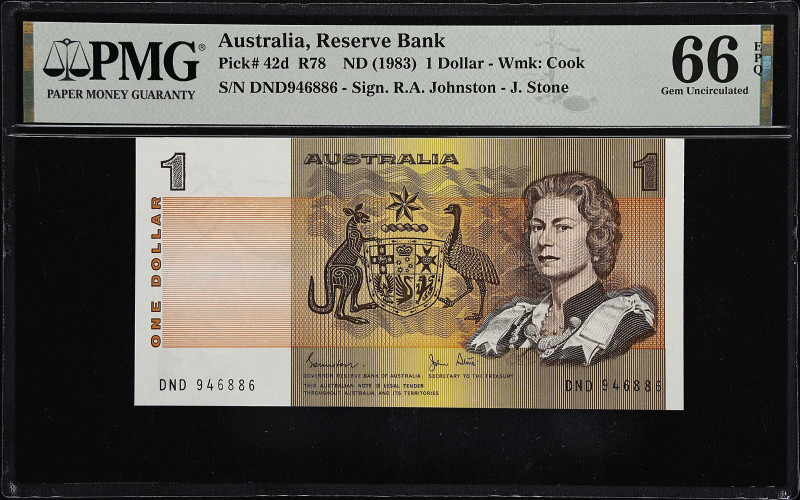 PMG®
PAPER MONEY GUARANTY
Australia, Reserve Bank
Pick# 42d R78 ND (1983) 1 Dollar - Wmk: Cook
S/N DND946886 - Sign. R.A. Johnston - J. Stone
66 EPQ
Gem Uncirculated
1 AUSTRALIA 1
ONE DOLLAR
John Stone
GOVERNOR RESERVE BANK OF AUSTRALIA. SECRETARY TO THE TREASURY
THIS AUSTRALIAN NOTE IS LEGAL TENDER
THROUGHOUT AUSTRALIA AND ITS TERRITORIES
DND 946886 DND 946886